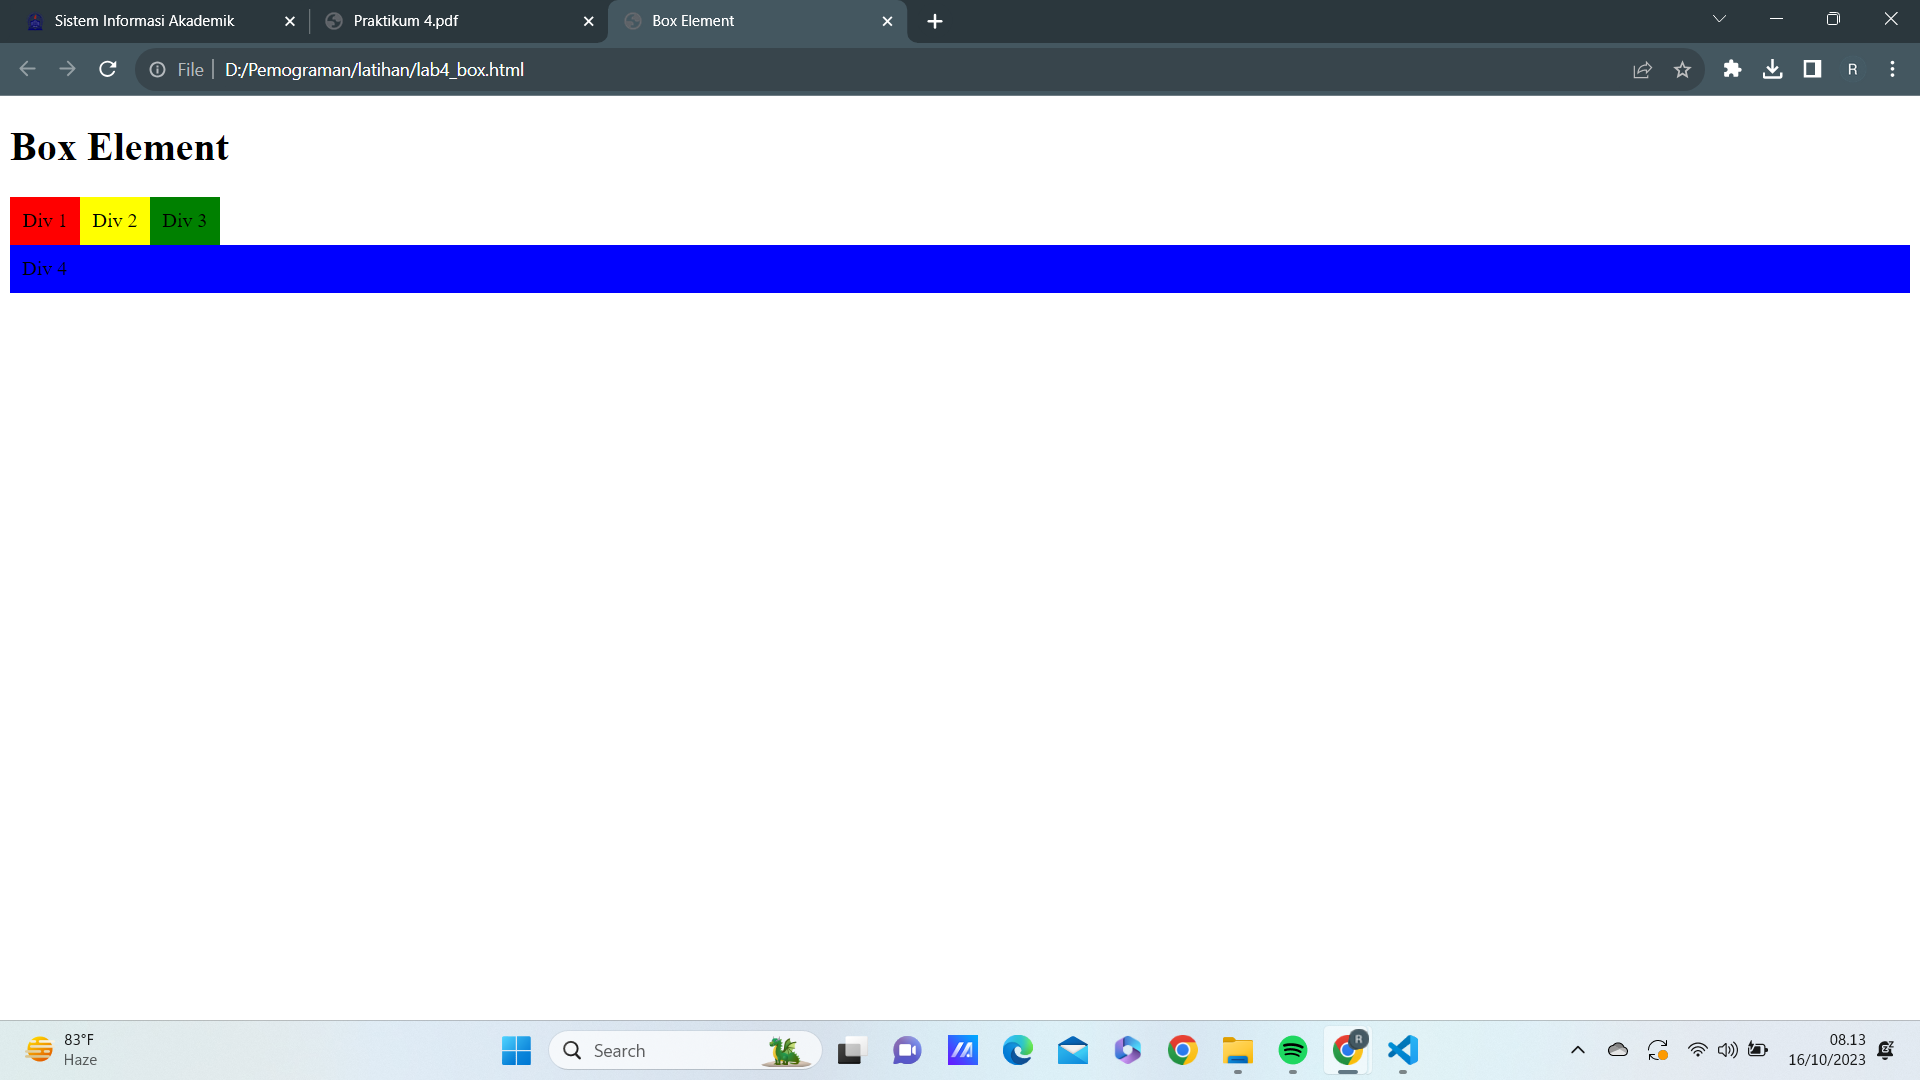 Sistem Informasi Akademik
Praktikum 4.pdf
Box Element
File
D:/Pemograman/latihan/lab4_box.html
R
Box Element
Div 1
Div 2
Div 3
Div 4
83°F
Haze
Search
R
08.13
16/10/2023